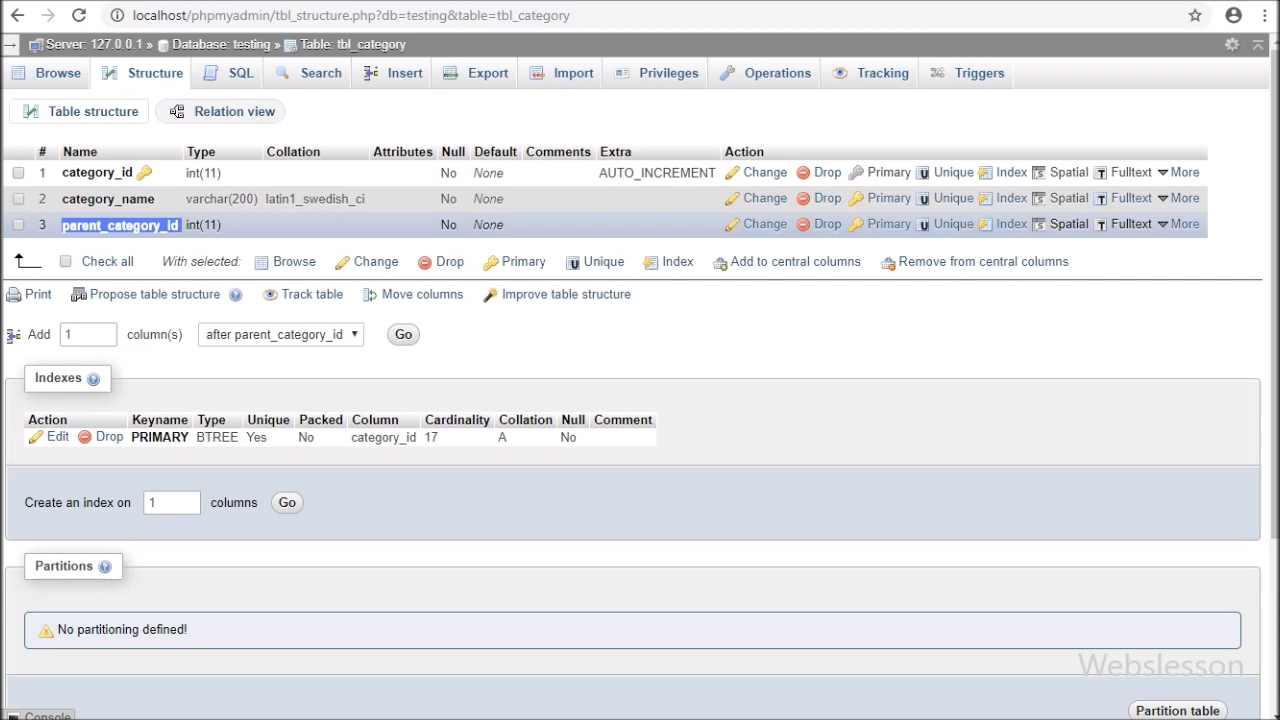 localhost/phpmyadmin/tbl_structure.php?db=testing&table=tbl_category
Server: 127.0.0.1 » Database: testing » Table: tbl_category
Browse Structure SQL Search Insert Export Import Privileges Operations Tracking Triggers
Table structure Relation view
# Name Type Collation Attributes Null Default Comments Extra Action
1 category_id int(11) No None AUTO_INCREMENT Change Drop Primary Unique Index Spatial Fulltext More
2 category_name varchar(200) latin1_swedish_ci No None Change Drop Primary Unique Index Spatial Fulltext More
3 parent_category_id int(11) No None Change Drop Primary Unique Index Spatial Fulltext More
Check all With selected: Browse Change Drop Primary Unique Index Add to central columns Remove from central columns
Print Propose table structure Track table Move columns Improve table structure
Add 1 column(s) after parent_category_id Go
Indexes
Action Keyname Type Unique Packed Column Cardinality Collation Null Comment
Edit Drop PRIMARY BTREE Yes No category_id 17 A No
Create an index on 1 columns Go
Partitions
No partitioning defined!
Webslesson
Partition table
Console